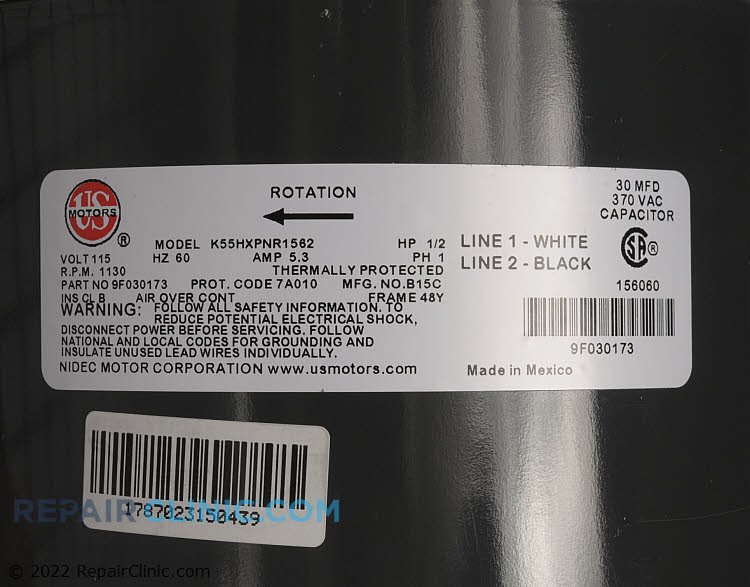 US
MOTORS
®
ROTATION
MODEL K55HXPNR1562 HP 1/2
VOLT 115 HZ 60 AMP 5.3 PH 1
R.P.M. 1130 THERMALLY PROTECTED
PART NO 9F030173 PROT. CODE 7A010 MFG. NO.B15C
INS CL B AIR OVER CONT FRAME 48Y
WARNING: FOLLOW ALL SAFETY INFORMATION. TO
REDUCE POTENTIAL ELECTRICAL SHOCK,
DISCONNECT POWER BEFORE SERVICING. FOLLOW
NATIONAL AND LOCAL CODES FOR GROUNDING AND
INSULATE UNUSED LEAD WIRES INDIVIDUALLY.
NIDEC MOTOR CORPORATION www.usmotors.com
LINE 1 - WHITE
LINE 2 - BLACK
30 MFD
370 VAC
CAPACITOR
SA
®
156060
9F030173
Made in Mexico
1787023150439
REPAIRCLINIC.COM
© 2022 RepairClinic.com